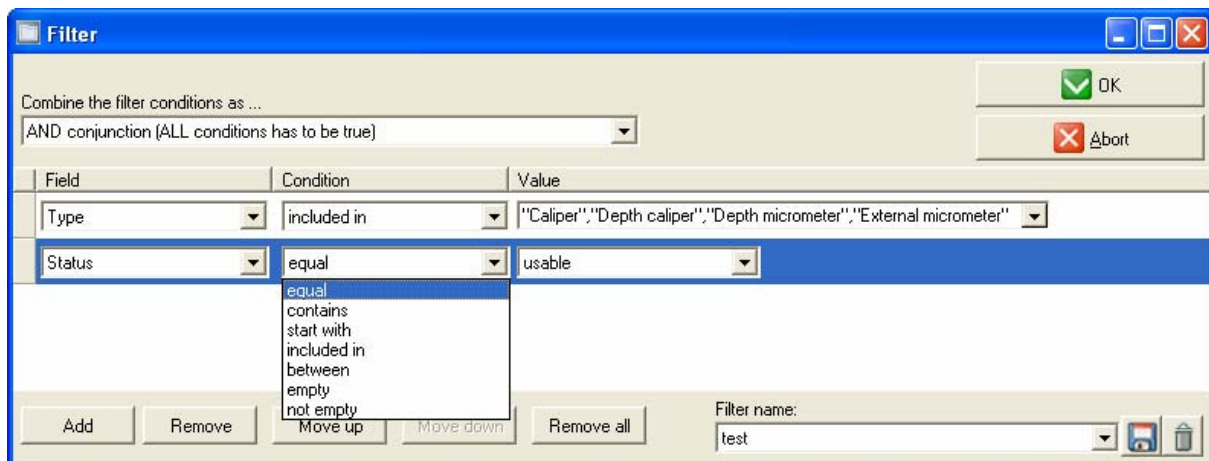 Filter
OK
Combine the filter conditions as ...
AND conjunction (ALL conditions has to be true)
Abort
Field Condition Value
Type included in "Caliper","Depth caliper","Depth micrometer","External micrometer"
Status equal usable
equal
contains
start with
included in
between
empty
not empty
Add Remove Move up Move down Remove all
Filter name:
test